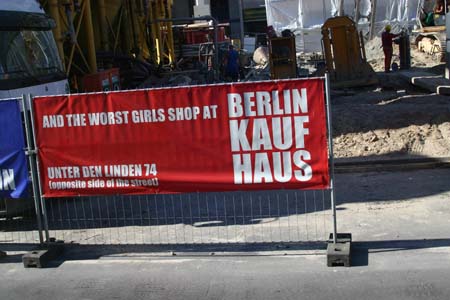 AND THE WORST GIRLS SHOP AT
BERLIN
KAUF
HAUS
UNTER DEN LINDEN 74
(opposite side of the street)